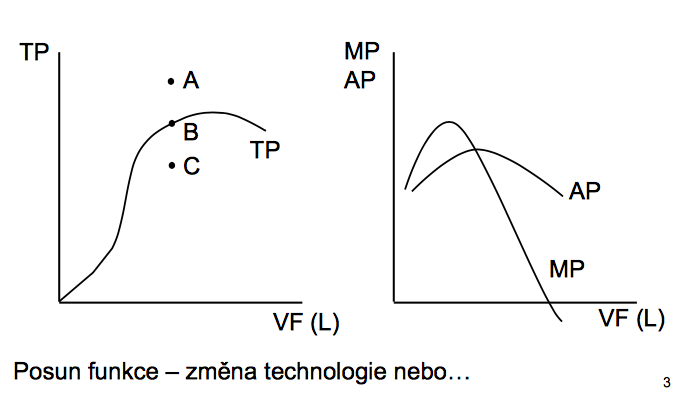 TP
A
B
TP
C
VF (L)
MP
AP
AP
MP
VF (L)
Posun funkce – změna technologie nebo…
3